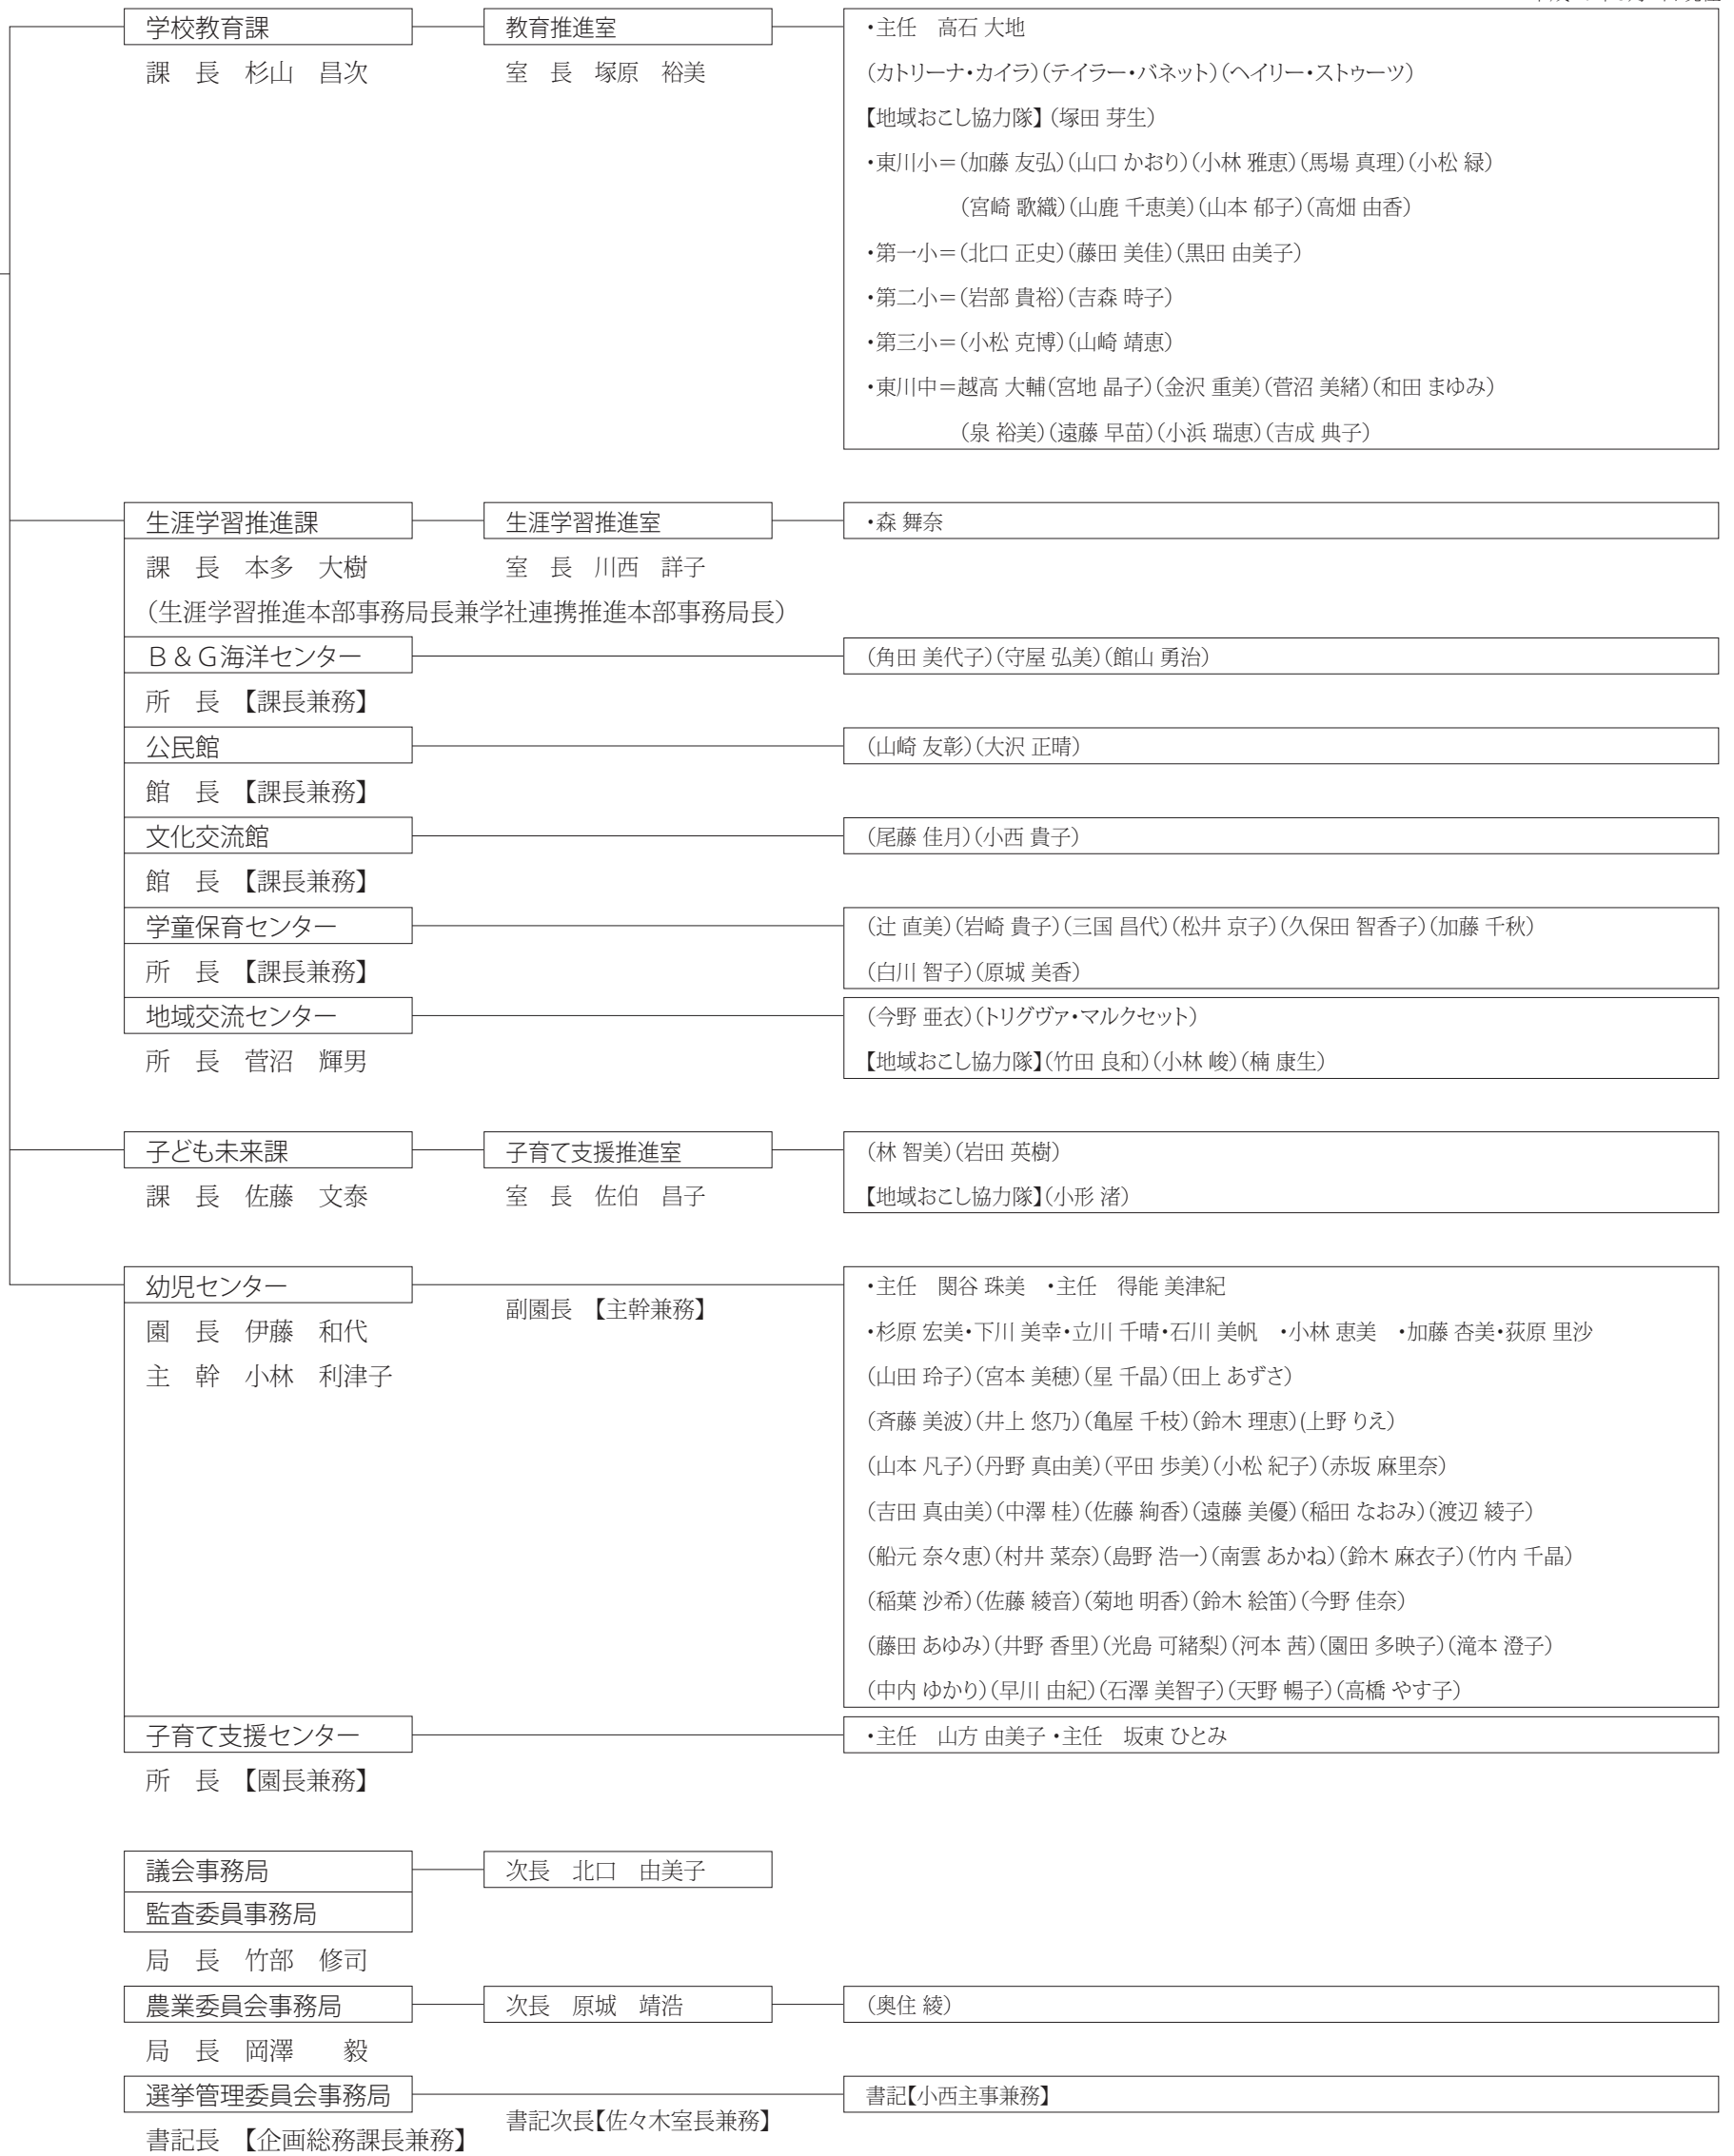 学校教育課　教育推進室　・主任　高石 大地
課　長　杉山　昌次　室　長　塚原　裕美　（カトリーナ・カイラ）（テイラー・バネット）（ヘイリー・ストゥーツ）
【地域おこし協力隊】（塚田 芽生）
・東川小＝（加藤 友弘）（山口 かおり）（小林 雅恵）（馬場 真理）（小松 緑）
（宮崎 歌織）（山鹿 千恵美）（山本 郁子）（高畑 由香）
・第一小＝（北口 正史）（藤田 美佳）（黒田 由美子）
・第二小＝（岩部 貴裕）（吉森 時子）
・第三小＝（小松 克博）（山崎 靖恵）
・東川中＝越高 大輔（宮地 晶子）（金沢 重美）（菅沼 美緒）（和田 まゆみ）
（泉 裕美）（遠藤 早苗）（小浜 瑞恵）（吉成 典子）
生涯学習推進課　生涯学習推進室　・森 舞奈
課　長　本多　大樹　室　長　川西　詳子
（生涯学習推進本部事務局長兼学社連携推進本部事務局長）
Ｂ＆Ｇ海洋センター　（角田 美代子）（守屋 弘美）（館山 勇治）
所　長　【課長兼務】
公民館　（山崎 友彰）（大沢 正晴）
館　長　【課長兼務】
文化交流館　（尾藤 佳月）（小西 貴子）
館　長　【課長兼務】
学童保育センター　（辻 直美）（岩崎 貴子）（三国 昌代）（松井 京子）（久保田 智香子）（加藤 千秋）
所　長　【課長兼務】　（白川 智子）（原城 美香）
地域交流センター　（今野 亜衣）（トリグヴァ・マルクセット）
所　長　菅沼　輝男　【地域おこし協力隊】（竹田 良和）（小林 峻）（楠 康生）
子ども未来課　子育て支援推進室　（林 智美）（岩田 英樹）
課　長　佐藤　文泰　室　長　佐伯　昌子　【地域おこし協力隊】（小形 渚）
幼児センター　・主任　関谷 珠美　・主任　得能 美津紀
副園長　【主幹兼務】
園　長　伊藤　和代　・杉原 宏美・下川 美幸・立川 千晴・石川 美帆　・小林 恵美　・加藤 杏美・荻原 里沙
主　幹　小林　利津子　（山田 玲子）（宮本 美穂）（星 千晶）（田上 あずさ）
（斉藤 美波）（井上 悠乃）（亀屋 千枝）（鈴木 理恵）（上野 りえ）
（山本 凡子）（丹野 真由美）（平田 歩美）（小松 紀子）（赤坂 麻里奈）
（吉田 真由美）（中澤 桂）（佐藤 絢香）（遠藤 美優）（稲田 なおみ）（渡辺 綾子）
（船元 奈々恵）（村井 菜奈）（島野 浩一）（南雲 あかね）（鈴木 麻衣子）（竹内 千晶）
（稲葉 沙希）（佐藤 綾音）（菊地 明香）（鈴木 絵笛）（今野 佳奈）
（藤田 あゆみ）（井野 香里）（光島 可緒梨）（河本 茜）（園田 多映子）（滝本 澄子）
（中内 ゆかり）（早川 由紀）（石澤 美智子）（天野 暢子）（高橋 やす子）
子育て支援センター　・主任　山方 由美子 ・主任　坂東 ひとみ
所　長　【園長兼務】
議会事務局　次長　北口　由美子
監査委員事務局
局　長　竹部　修司
農業委員会事務局　次長　原城　靖浩　（奥住 綾）
局　長　岡澤　　毅
選挙管理委員会事務局　書記【小西主事兼務】
書記次長【佐々木室長兼務】
書記長　【企画総務課長兼務】